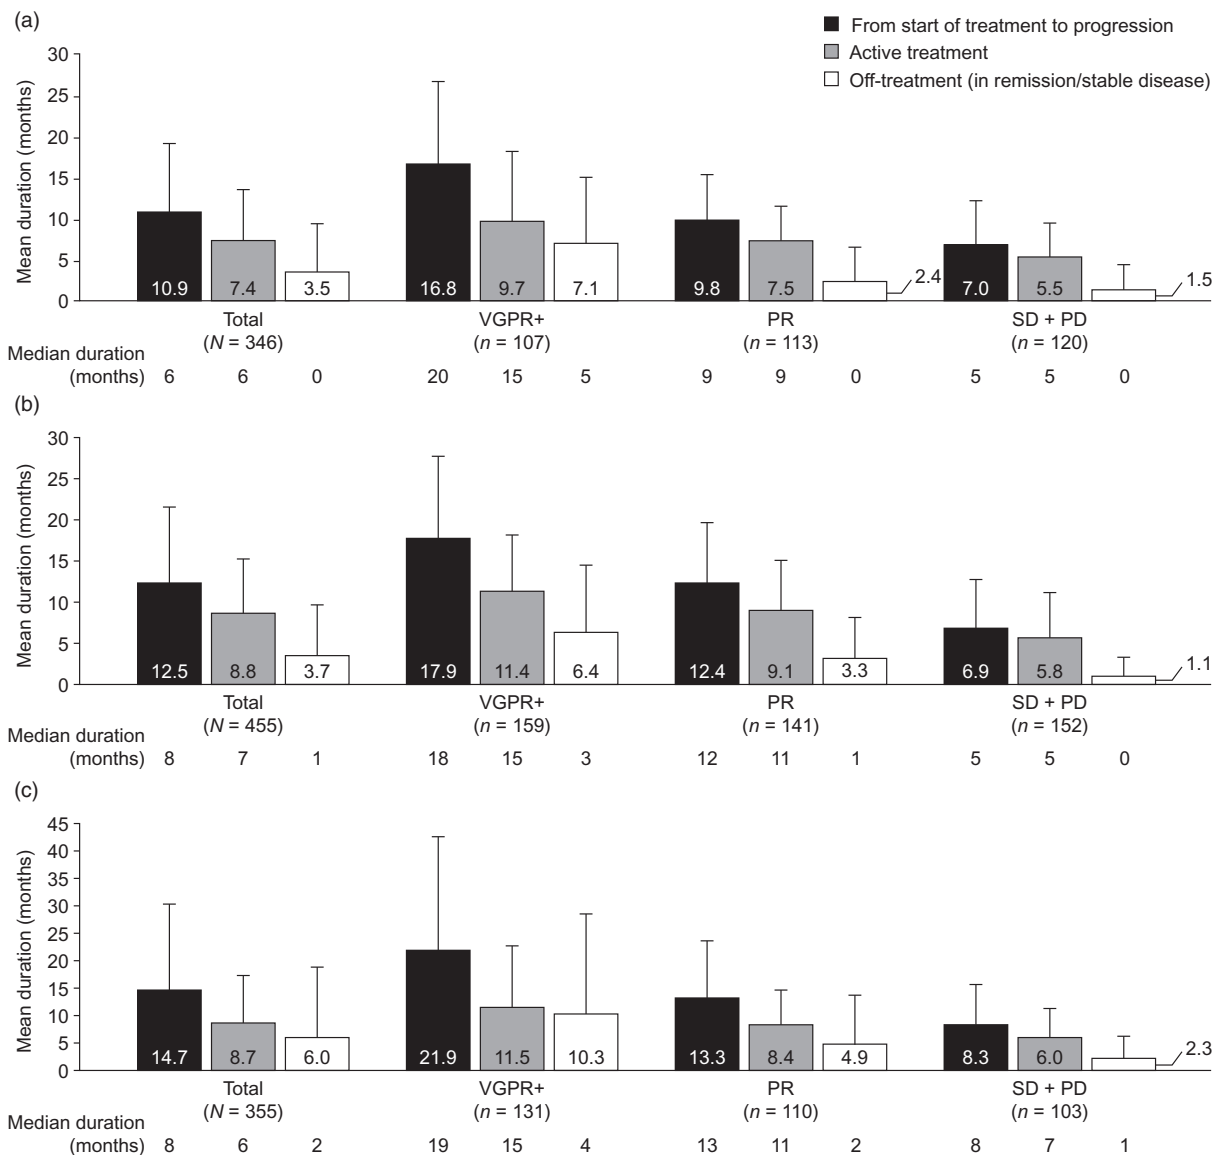 (a)
From start of treatment to progression
Active treatment
Off-treatment (in remission/stable disease)
Mean duration (months)
30
25
20
15
10
5
0
10.9 7.4 3.5 16.8 9.7 7.1 9.8 7.5 2.4 7.0 5.5 1.5
Total VGPR+ PR SD + PD
(N = 346) (n = 107) (n = 113) (n = 120)
Median duration
(months) 6 6 0 20 15 5 9 9 0 5 5 0
(b)
Mean duration (months)
30
25
20
15
10
5
0
12.5 8.8 3.7 17.9 11.4 6.4 12.4 9.1 3.3 6.9 5.8 1.1
Total VGPR+ PR SD + PD
(N = 455) (n = 159) (n = 141) (n = 152)
Median duration
(months) 8 7 1 18 15 3 12 11 1 5 5 0
(c)
Mean duration (months)
45
40
35
30
25
20
15
10
5
0
14.7 8.7 6.0 21.9 11.5 10.3 13.3 8.4 4.9 8.3 6.0 2.3
Total VGPR+ PR SD + PD
(N = 355) (n = 131) (n = 110) (n = 103)
Median duration
(months) 8 6 2 19 15 4 13 11 2 8 7 1